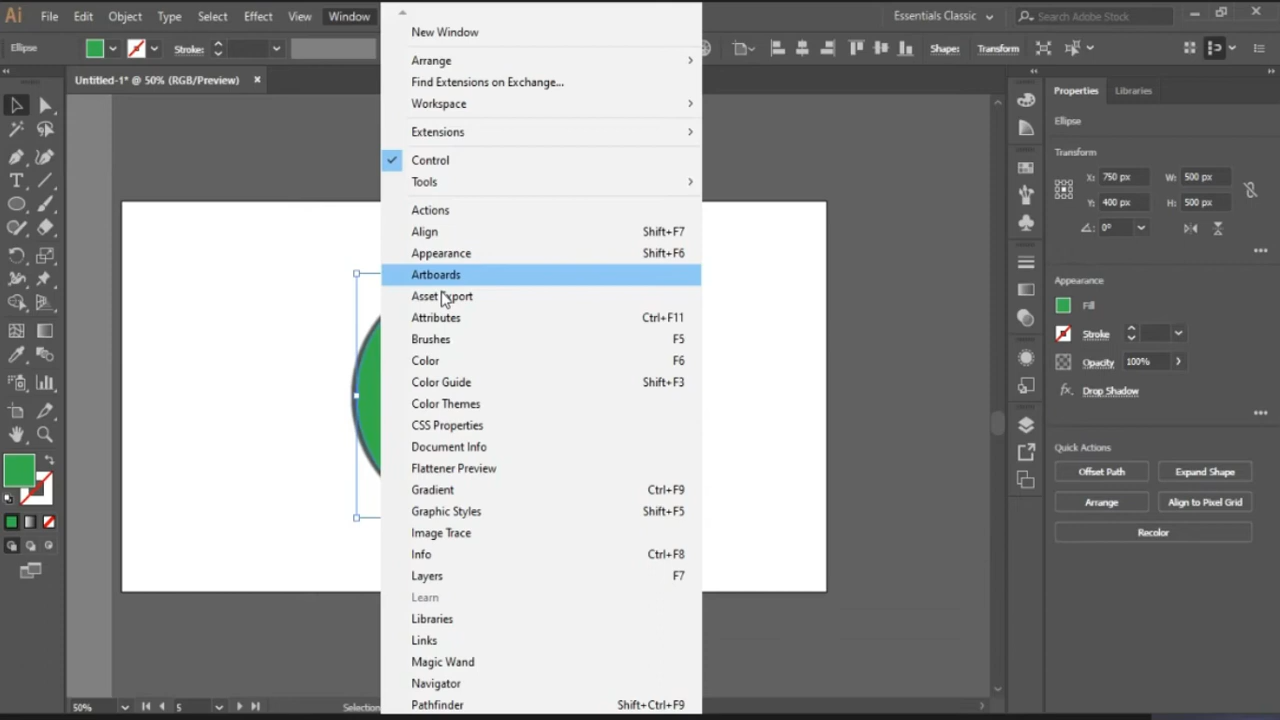 Ai File Edit Object Type Select Effect View Window Essentials Classic Search Adobe Stock
Ellipse Stroke: Shape: Transform
Untitled-1* @ 50% (RGB/Preview)
New Window
Arrange
Find Extensions on Exchange...
Workspace
Extensions
Control
Tools
Actions
Align Shift+F7
Appearance Shift+F6
Artboards
Asset Export
Attributes Ctrl+F11
Brushes F5
Color F6
Color Guide Shift+F3
Color Themes
CSS Properties
Document Info
Flattener Preview
Gradient Ctrl+F9
Graphic Styles Shift+F5
Image Trace
Info Ctrl+F8
Layers F7
Learn
Libraries
Links
Magic Wand
Navigator
Pathfinder Shift+Ctrl+F9
Properties Libraries
Ellipse
Transform
X: 750 px W: 500 px
Y: 400 px H: 500 px
0°
Appearance
Fill
Stroke
Opacity 100%
fx. Drop Shadow
Quick Actions
Offset Path Expand Shape
Arrange Align to Pixel Grid
Recolor
50% 5 Selection